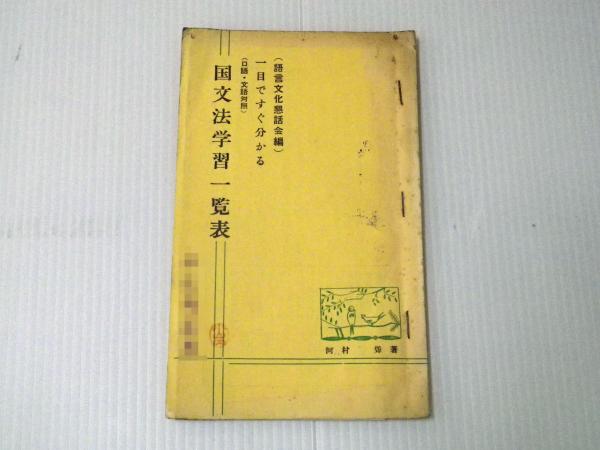 (語言文化懇話会編)
一目ですぐ分かる
(口語・文語対照)
国文法学習一覧表
河村 著